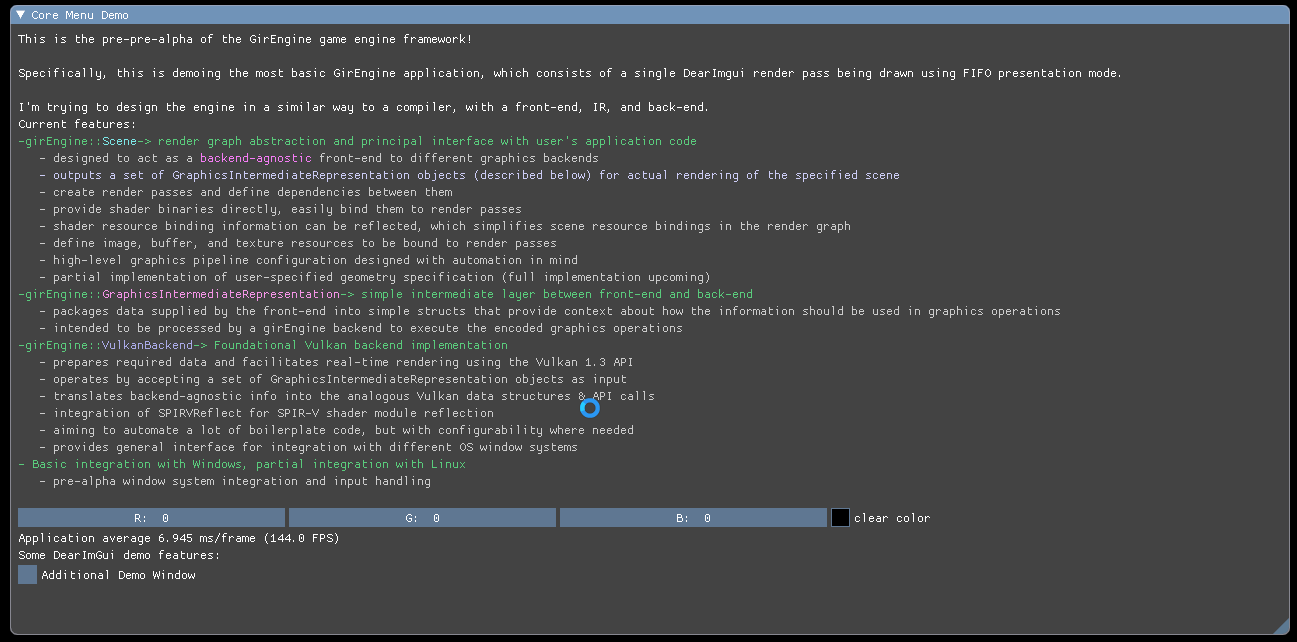 Core Menu Demo
This is the pre-pre-alpha of the GirEngine game engine framework!
Specifically, this is demoing the most basic GirEngine application, which consists of a single DearImgui render pass being drawn using FIFO presentation mode.
I'm trying to design the engine in a similar way to a compiler, with a front-end, IR, and back-end.
Current features:
-girEngine::Scene-> render graph abstraction and principal interface with user's application code
- designed to act as a backend-agnostic front-end to different graphics backends
- outputs a set of GraphicsIntermediateRepresentation objects (described below) for actual rendering of the specified scene
- create render passes and define dependencies between them
- provide shader binaries directly, easily bind them to render passes
- shader resource binding information can be reflected, which simplifies scene resource bindings in the render graph
- define image, buffer, and texture resources to be bound to render passes
- high-level graphics pipeline configuration designed with automation in mind
- partial implementation of user-specified geometry specification (full implementation upcoming)
-girEngine::GraphicsIntermediateRepresentation-> simple intermediate layer between front-end and back-end
- packages data supplied by the front-end into simple structs that provide context about how the information should be used in graphics operations
- intended to be processed by a girEngine backend to execute the encoded graphics operations
-girEngine::VulkanBackend-> Foundational Vulkan backend implementation
- prepares required data and facilitates real-time rendering using the Vulkan 1.3 API
- operates by accepting a set of GraphicsIntermediateRepresentation objects as input
- translates backend-agnostic info into the analogous Vulkan data structures & API calls
- integration of SPIRVReflect for SPIR-V shader module reflection
- aiming to automate a lot of boilerplate code, but with configurability where needed
- provides general interface for integration with different OS window systems
- Basic integration with Windows, partial integration with Linux
- pre-alpha window system integration and input handling
R: 0 G: 0 B: 0 clear color
Application average 6.945 ms/frame (144.0 FPS)
Some DearImGui demo features:
Additional Demo Window